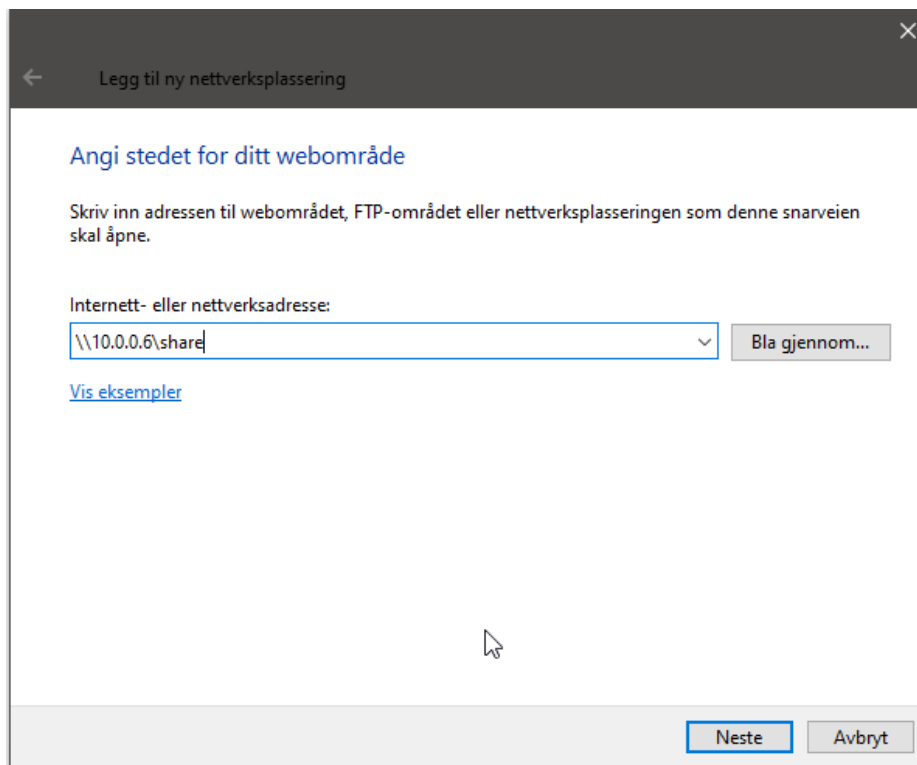 Legg til ny nettverksplassering
Angi stedet for ditt webområde
Skriv inn adressen til webområdet, FTP-området eller nettverksplasseringen som denne snarveien
skal åpne.
Internett- eller nettverksadresse:
\\10.0.0.6\share
Bla gjennom...
Vis eksempler
Neste
Avbryt